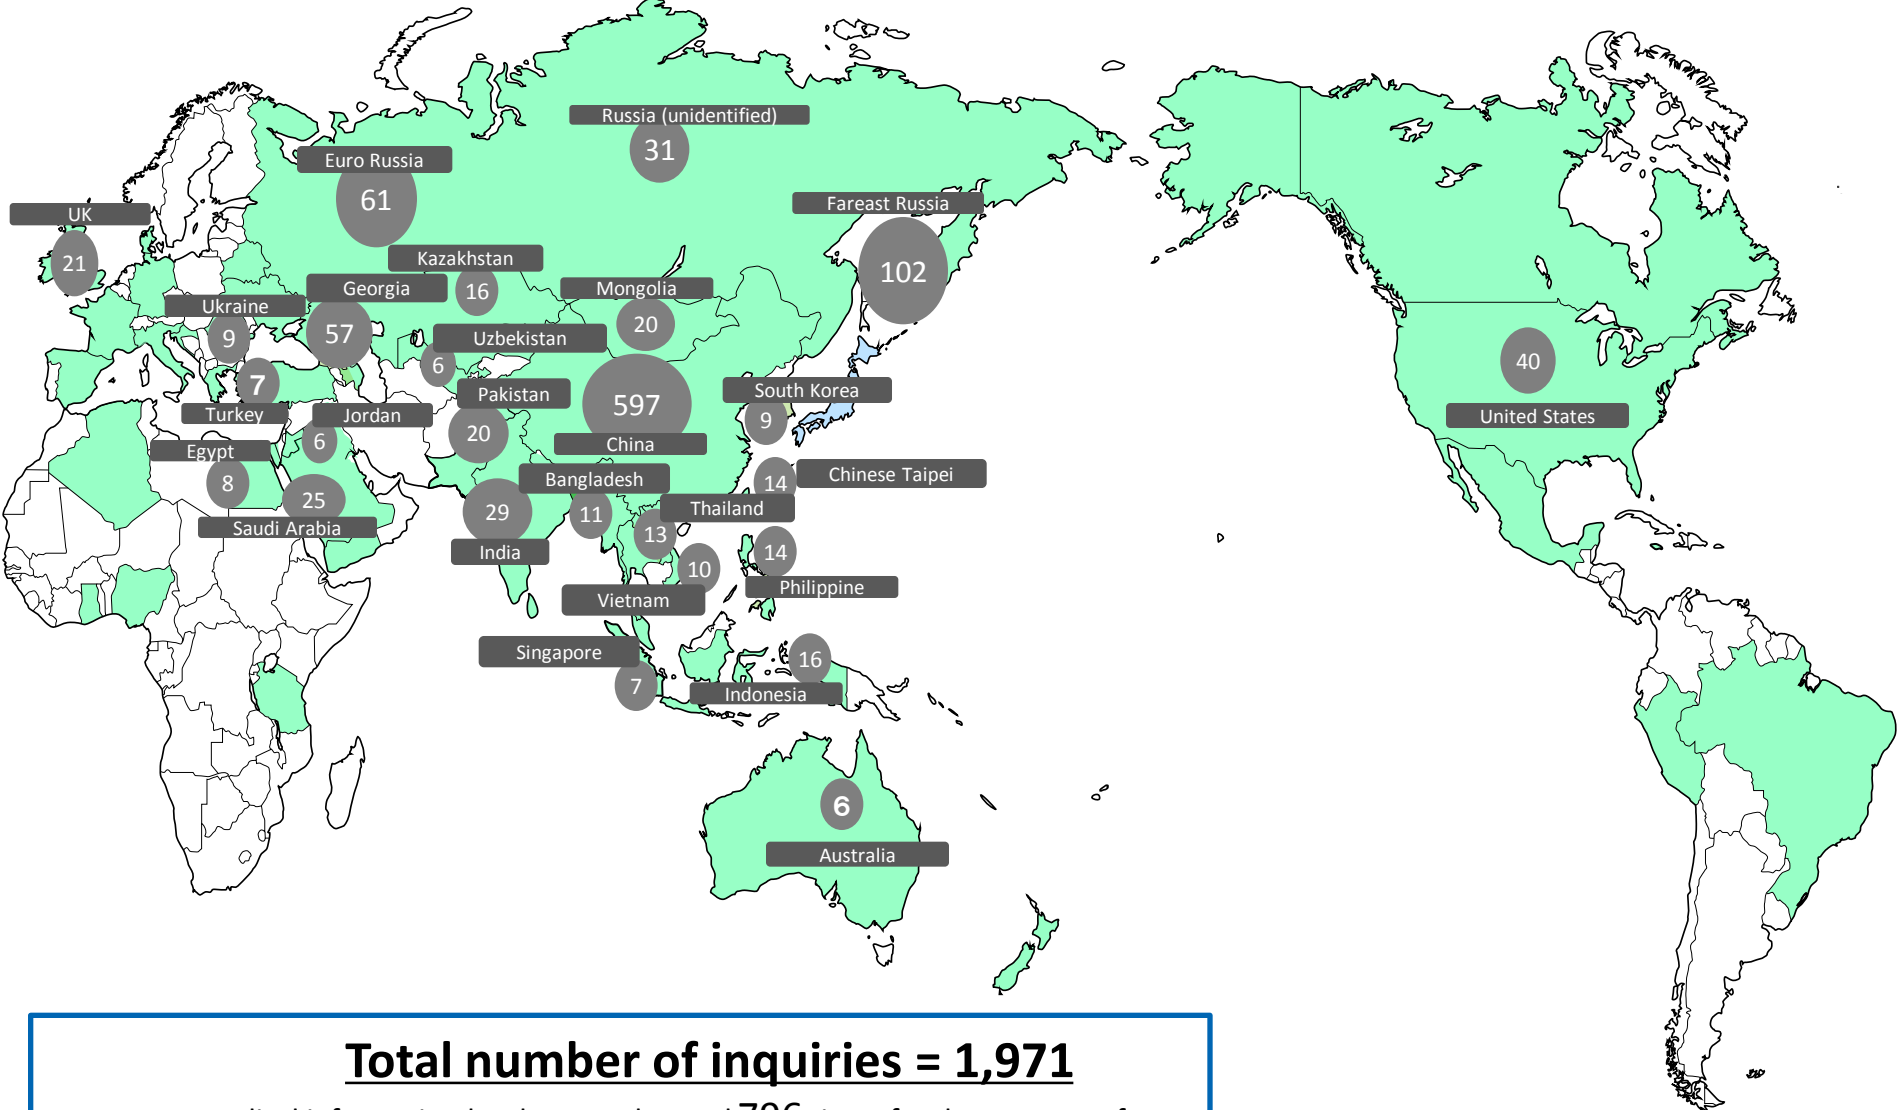 Russia (unidentified)
31
Euro Russia
61
Fareast Russia
102
UK
21
Kazakhstan
16
Georgia
57
Mongolia
20
Ukraine
9
Uzbekistan
6
7
Turkey
Jordan
6
Pakistan
20
597
China
South Korea
9
40
United States
Egypt
8
25
Saudi Arabia
Bangladesh
11
Chinese Taipei
14
29
India
Thailand
13
10
Vietnam
14
Philippine
Singapore
7
16
Indonesia
6
Australia
Total number of inquiries = 1,971